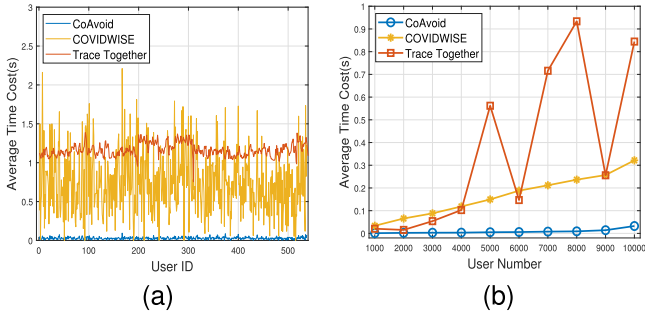 3
2.5
2
1.5
1
0.5
0
Average Time Cost(s)
CoAvoid
COVIDWISE
Trace Together
0 100 200 300 400 500
User ID
(a)
1
0.9
0.8
0.7
0.6
0.5
0.4
0.3
0.2
0.1
0
Average Time Cost(s)
CoAvoid
COVIDWISE
Trace Together
1000 2000 3000 4000 5000 6000 7000 8000 9000 10000
User Number
(b)